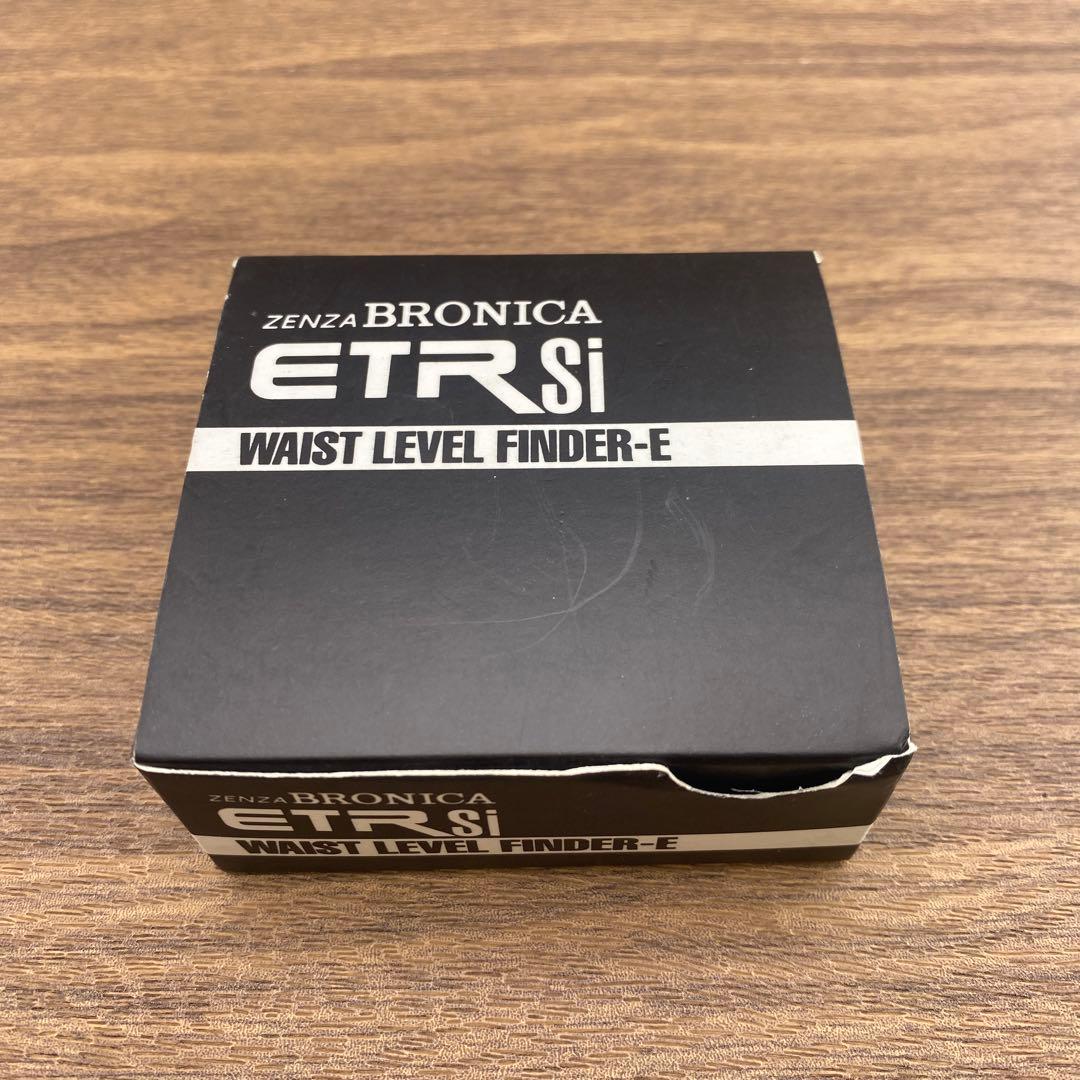 ZENZA BRONICA
ETRSi
WAIST LEVEL FINDER-E
ZENZA BRONICA
ETRSi
WAIST LEVEL FINDER-E